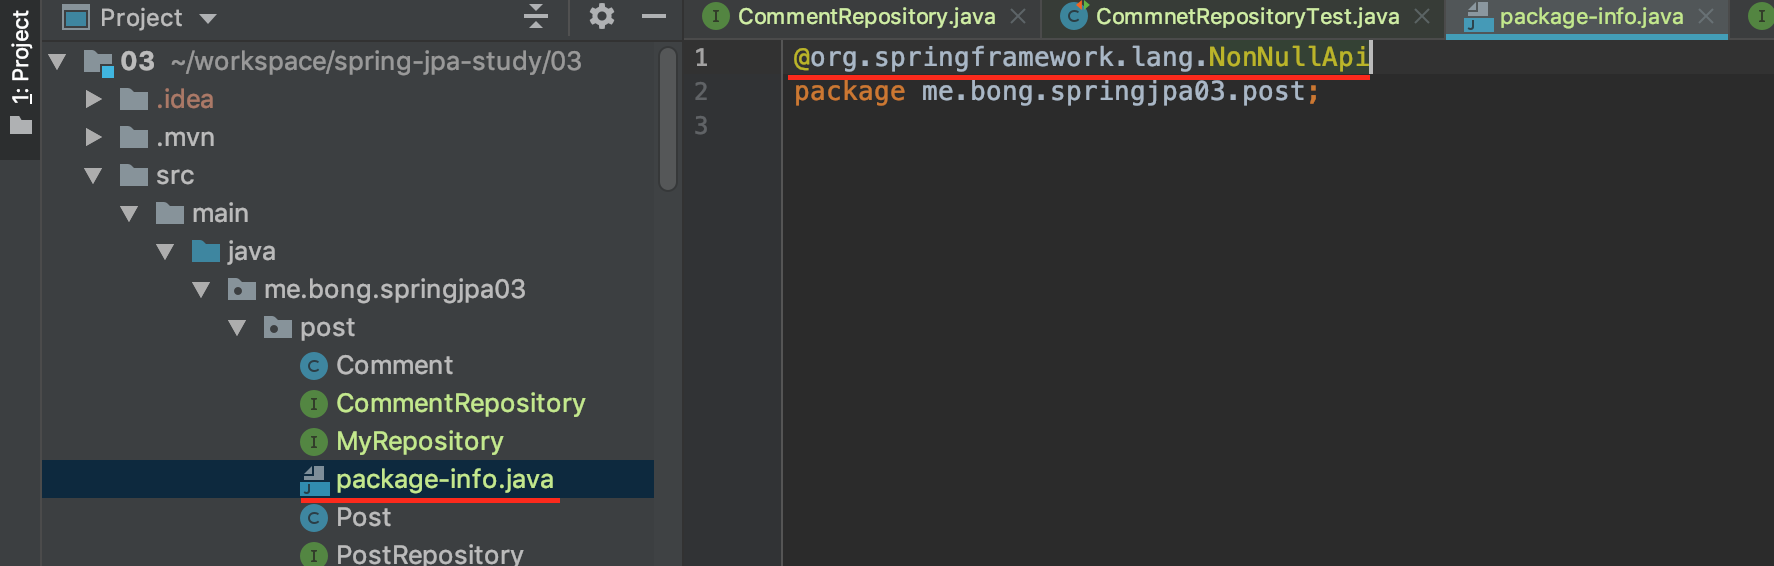 1: Project
Project
03 ~/workspace/spring-jpa-study/03
.idea
.mvn
src
main
java
me.bong.springjpa03
post
C Comment
I CommentRepository
I MyRepository
J package-info.java
C Post
I PostRepository
I CommentRepository.java
C CommnetRepositoryTest.java
J package-info.java
I
1 @org.springframework.lang.NonNullApi
2 package me.bong.springjpa03.post;
3